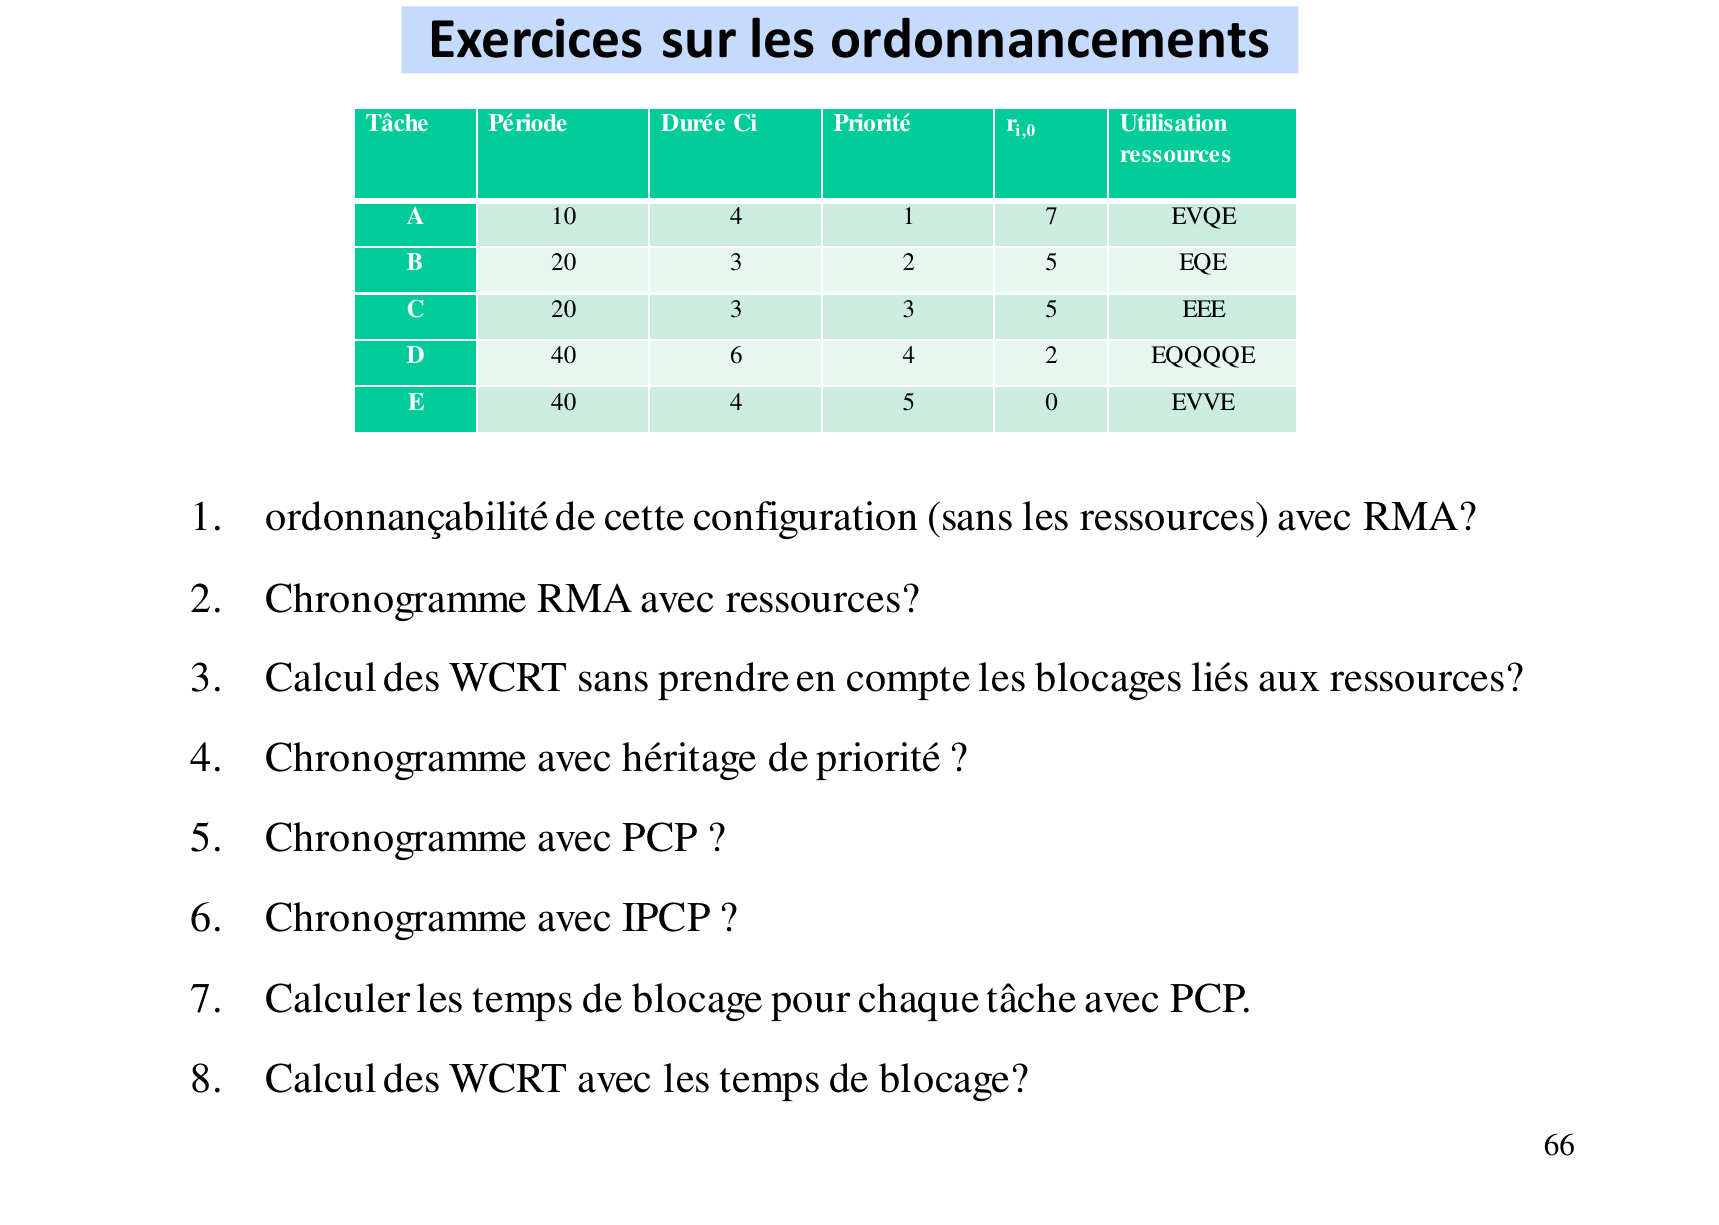 Exercices sur les ordonnancements
Tâche Période Durée Ci Priorité ri,0 Utilisation
ressources
A 10 4 1 7 EVQE
B 20 3 2 5 EQE
C 20 3 3 5 EEE
D 40 6 4 2 EQQQQE
E 40 4 5 0 EVVE
1. ordonnançabilité de cette configuration (sans les ressources) avec RMA?
2. Chronogramme RMA avec ressources?
3. Calcul des WCRT sans prendre en compte les blocages liés aux ressources?
4. Chronogramme avec héritage de priorité ?
5. Chronogramme avec PCP ?
6. Chronogramme avec IPCP ?
7. Calculer les temps de blocage pour chaque tâche avec PCP.
8. Calcul des WCRT avec les temps de blocage?
66